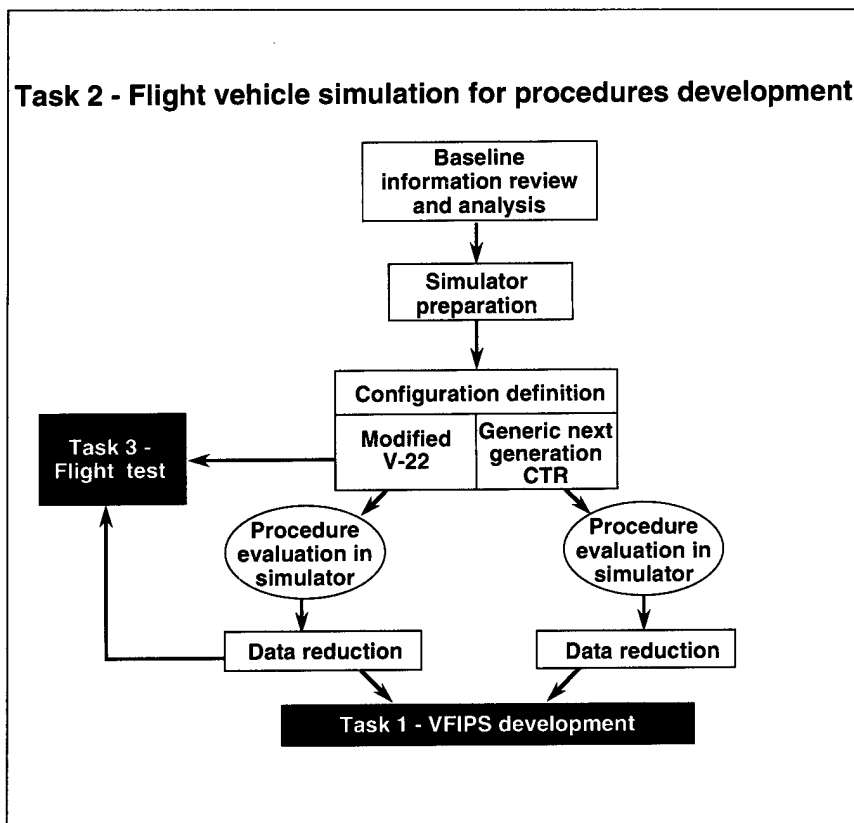 Task 2 - Flight vehicle simulation for procedures development
Baseline
information review
and analysis
Simulator
preparation
Configuration definition
Modified
V-22
Generic next
generation
CTR
Task 3 -
Flight test
Procedure
evaluation in
simulator
Procedure
evaluation in
simulator
Data reduction
Data reduction
Task 1 - VFIPS development